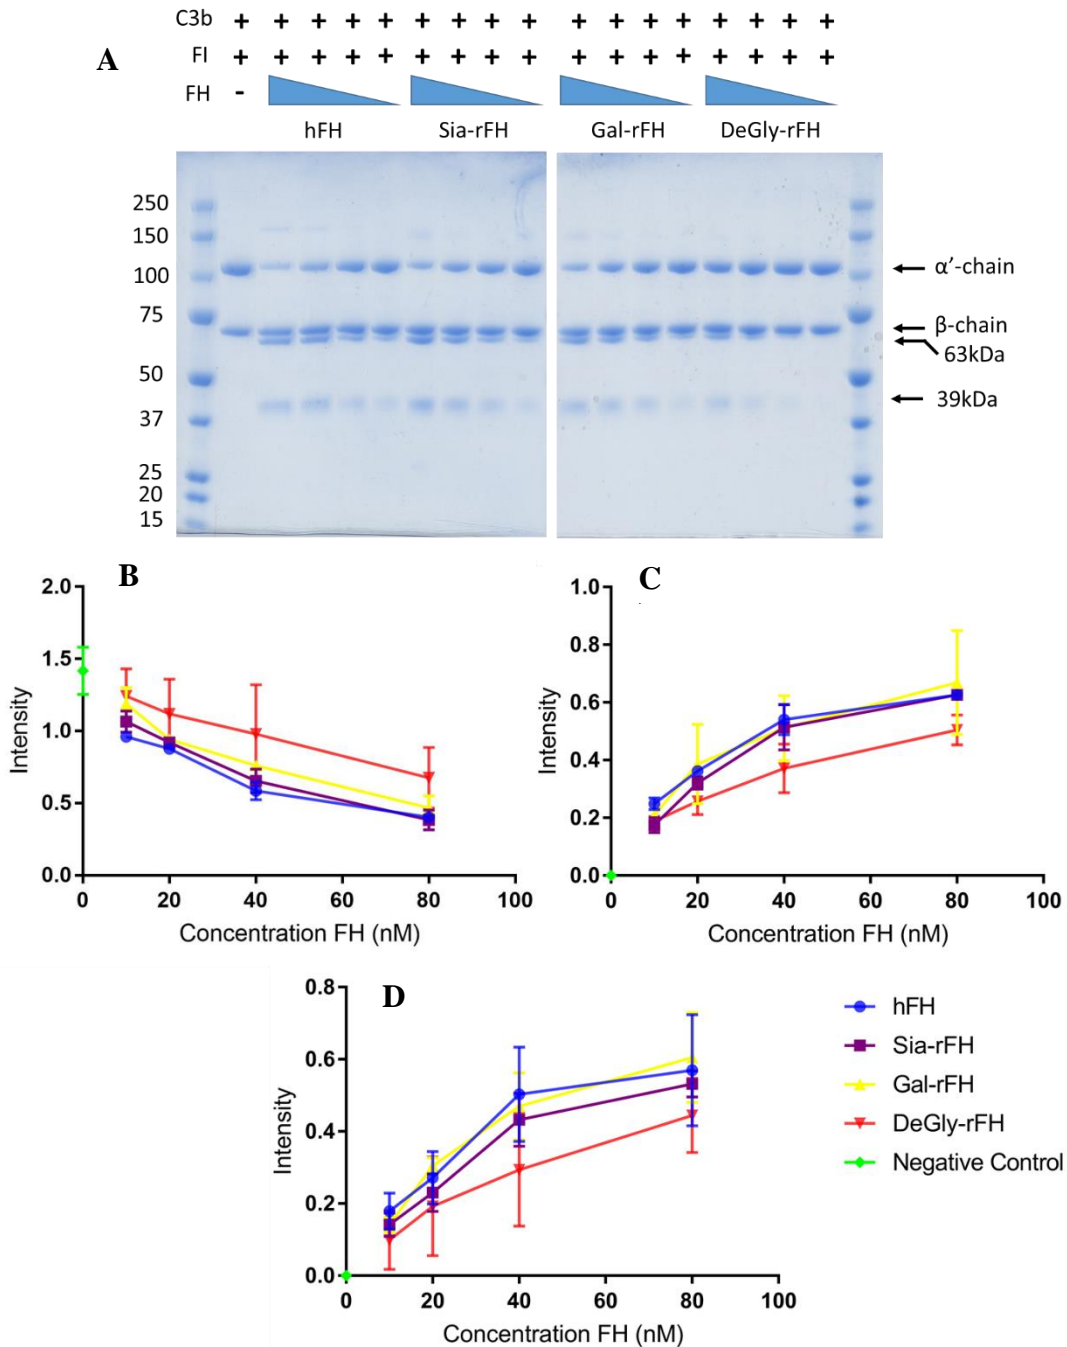 C3b + + + + + + + + + + + + + + + + +
A
FI + + + + + + + + + + + + + + + + +
FH -
hFH Sia-rFH Gal-rFH DeGly-rFH
250
150
100
75
50
37
25
20
15
α’-chain
β-chain
63kDa
39kDa
B
2.0
1.5
1.0
0.5
0.0
Intensity
0 20 40 60 80 100
Concentration FH (nM)
C
1.0
0.8
0.6
0.4
0.2
0.0
Intensity
0 20 40 60 80 100
Concentration FH (nM)
D
0.8
0.6
0.4
0.2
0.0
Intensity
0 20 40 60 80 100
Concentration FH (nM)
hFH
Sia-rFH
Gal-rFH
DeGly-rFH
Negative Control